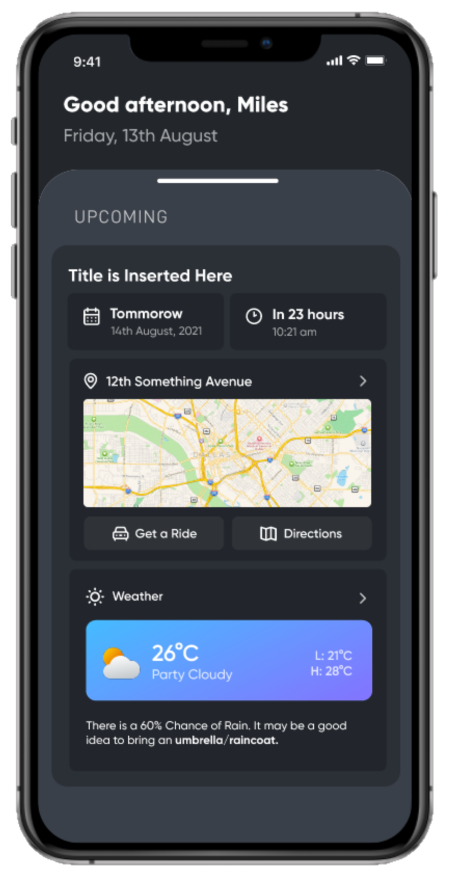 9:41
Good afternoon, Miles
Friday, 13th August
UPCOMING
Title is Inserted Here
Tommorow
14th August, 2021
In 23 hours
10:21 am
12th Something Avenue
Get a Ride
Directions
Weather
26°C
Party Cloudy
L: 21°C
H: 28°C
There is a 60% Chance of Rain. It may be a good
idea to bring an umbrella/raincoat.